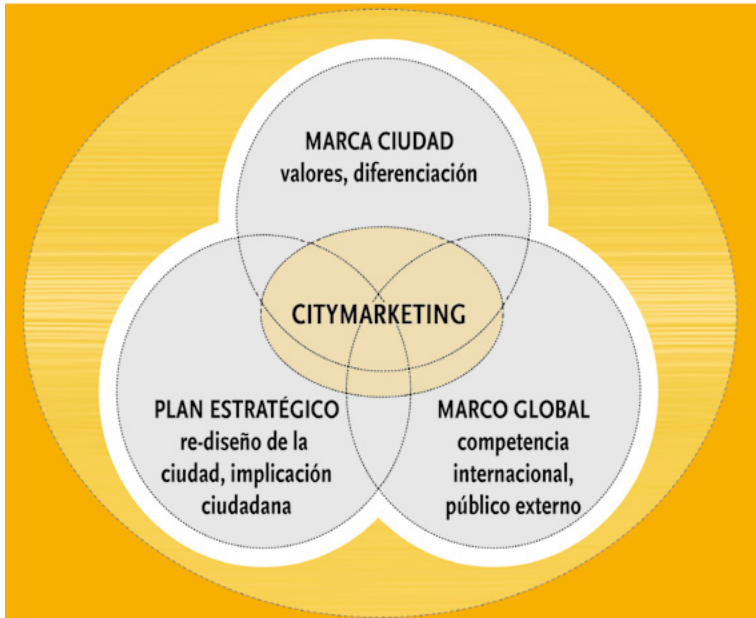 MARCA CIUDAD
valores, diferenciación
CITYMARKETING
PLAN ESTRATÉGICO
re-diseño de la
ciudad, implicación
ciudadana
MARCO GLOBAL
competencia
internacional,
público externo